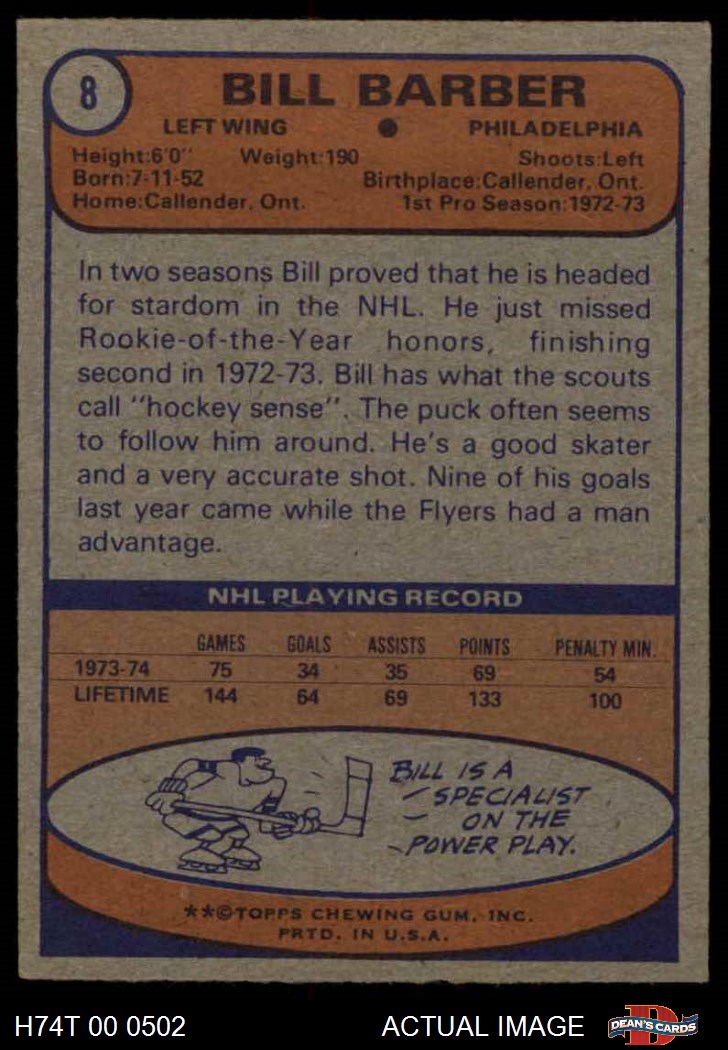 8
BILL BARBER
LEFT WING ● PHILADELPHIA
Height:6'0" Weight:190 Shoots:Left
Born:7-11-52 Birthplace:Callender, Ont.
Home:Callender, Ont. 1st Pro Season:1972-73
In two seasons Bill proved that he is headed
for stardom in the NHL. He just missed
Rookie-of-the-Year honors, finishing
second in 1972-73. Bill has what the scouts
call "hockey sense". The puck often seems
to follow him around. He's a good skater
and a very accurate shot. Nine of his goals
last year came while the Flyers had a man
advantage.
NHL PLAYING RECORD
GAMES GOALS ASSISTS POINTS PENALTY MIN.
1973-74 75 34 35 69 54
LIFETIME 144 64 69 133 100
BILL IS A
SPECIALIST
ON THE
POWER PLAY.
**©TOPPS CHEWING GUM, INC.
PRTD. IN U.S.A.
H74T 00 0502 ACTUAL IMAGE D DEAN'S CARDS